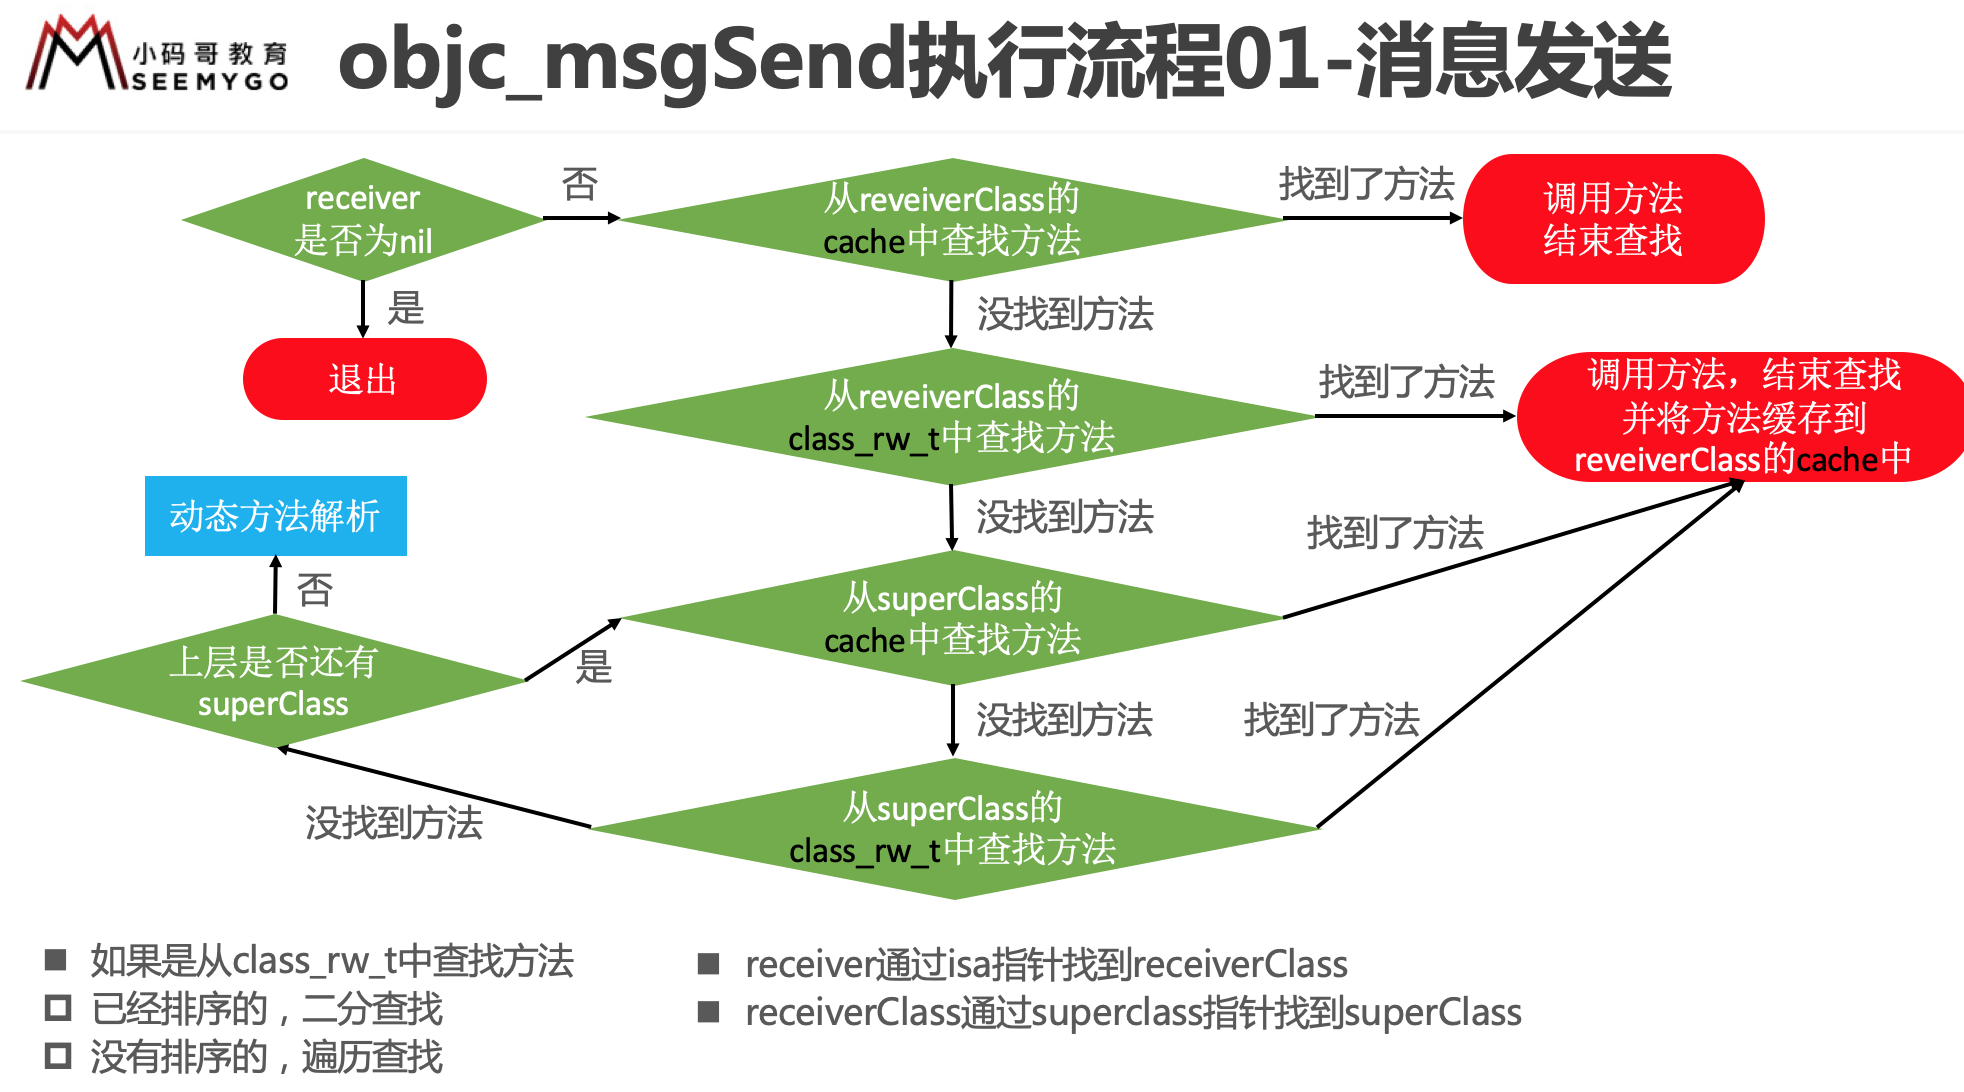 小码哥教育
SEEMYGO
objc_msgSend执行流程01-消息发送
receiver
是否为nil
否
从reveiverClass的
cache中查找方法
找到了方法
调用方法
结束查找
是
退出
没找到方法
从reveiverClass的
class_rw_t中查找方法
找到了方法
调用方法，结束查找
并将方法缓存到
reveiverClass的cache中
没找到方法
找到了方法
动态方法解析
否
从superClass的
cache中查找方法
上层是否还有
superClass
是
没找到方法
找到了方法
没找到方法
从superClass的
class_rw_t中查找方法
如果是从class_rw_t中查找方法
已经排序的，二分查找
没有排序的，遍历查找
receiver通过isa指针找到receiverClass
receiverClass通过superclass指针找到superClass